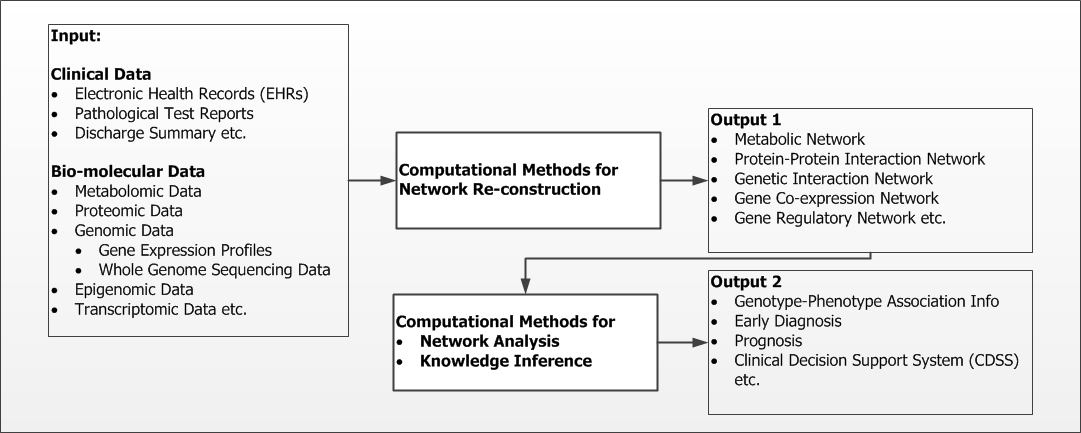 Input:
Clinical Data
• Electronic Health Records (EHRs)
• Pathological Test Reports
• Discharge Summary etc.
Bio-molecular Data
• Metabolomic Data
• Proteomic Data
• Genomic Data
• Gene Expression Profiles
• Whole Genome Sequencing Data
• Epigenomic Data
• Transcriptomic Data etc.
Computational Methods for
Network Re-construction
Output 1
• Metabolic Network
• Protein-Protein Interaction Network
• Genetic Interaction Network
• Gene Co-expression Network
• Gene Regulatory Network etc.
Computational Methods for
• Network Analysis
• Knowledge Inference
Output 2
• Genotype-Phenotype Association Info
• Early Diagnosis
• Prognosis
• Clinical Decision Support System (CDSS)
etc.